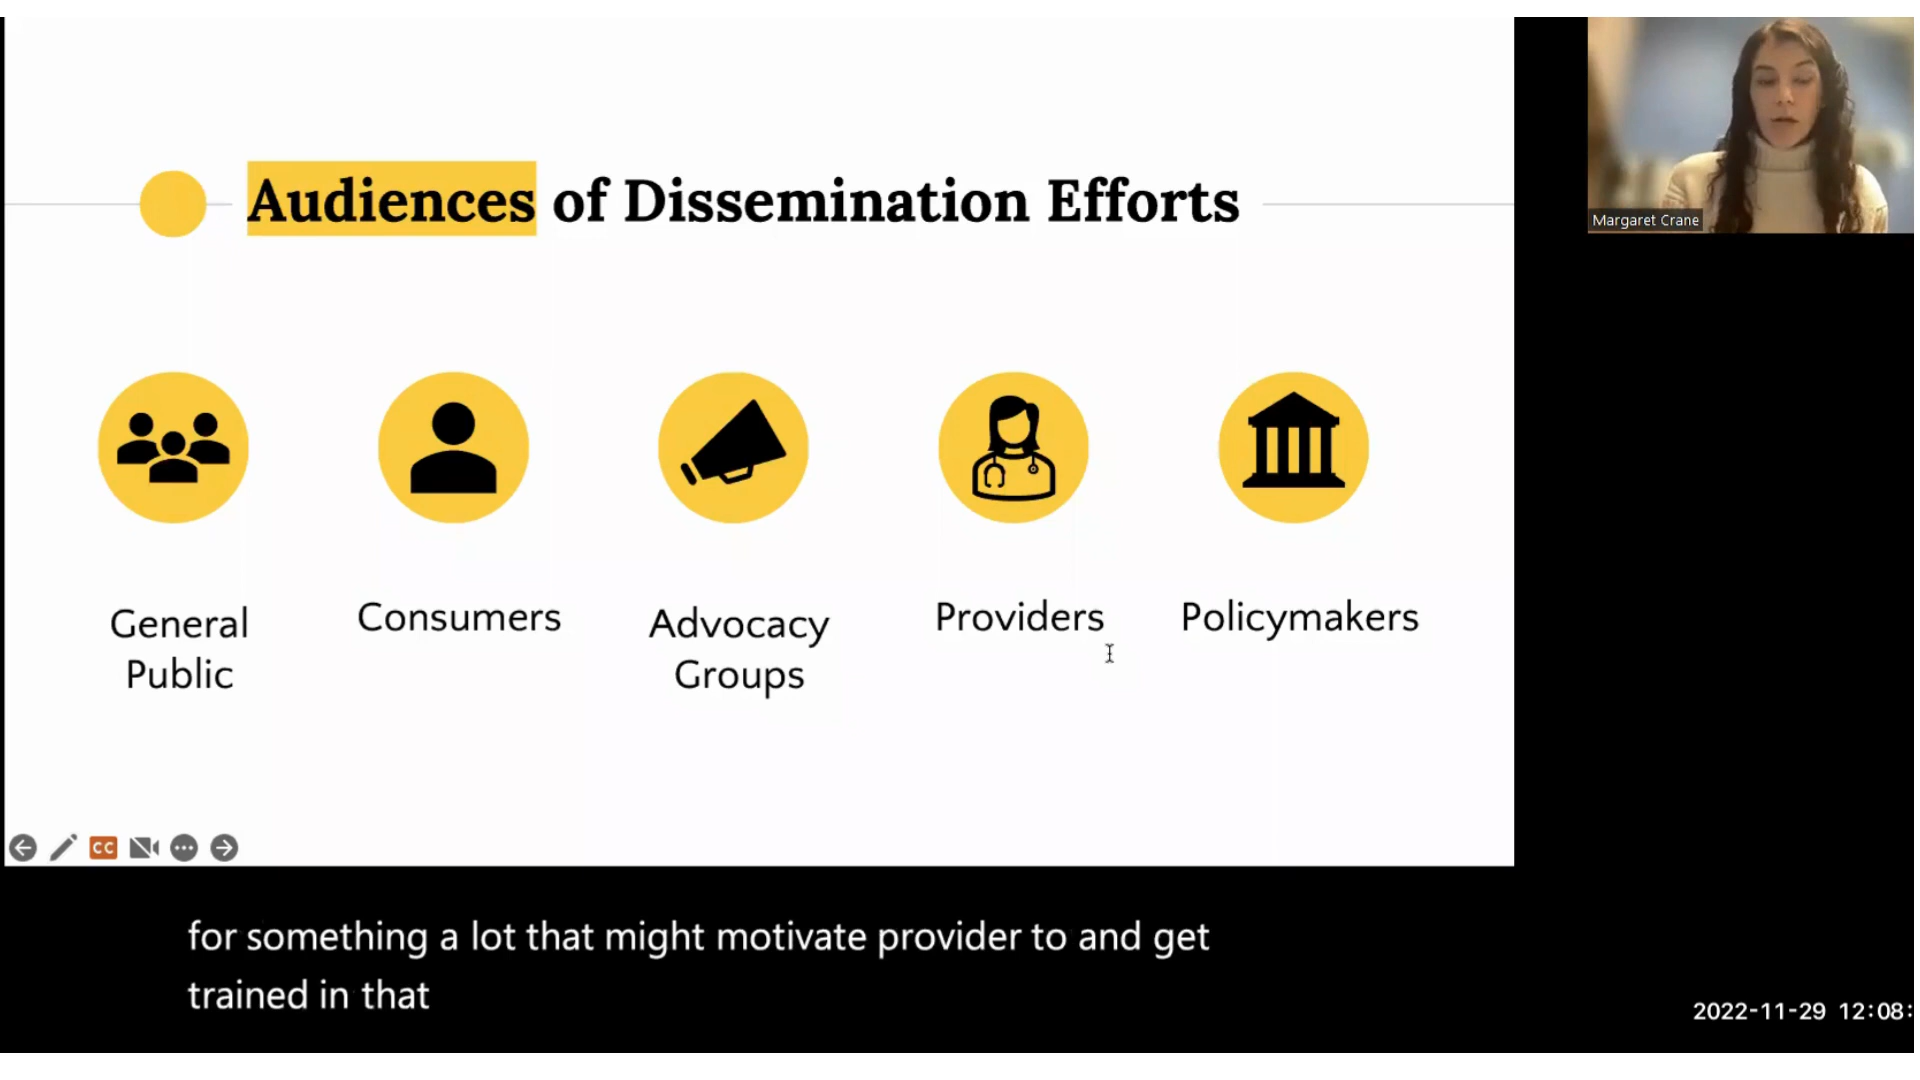 Audiences of Dissemination Efforts
General
Public
Consumers
Advocacy
Groups
Providers
Policymakers
Margaret Crane
CC
for something a lot that might motivate provider to and get
trained in that
2022-11-29 12:08: